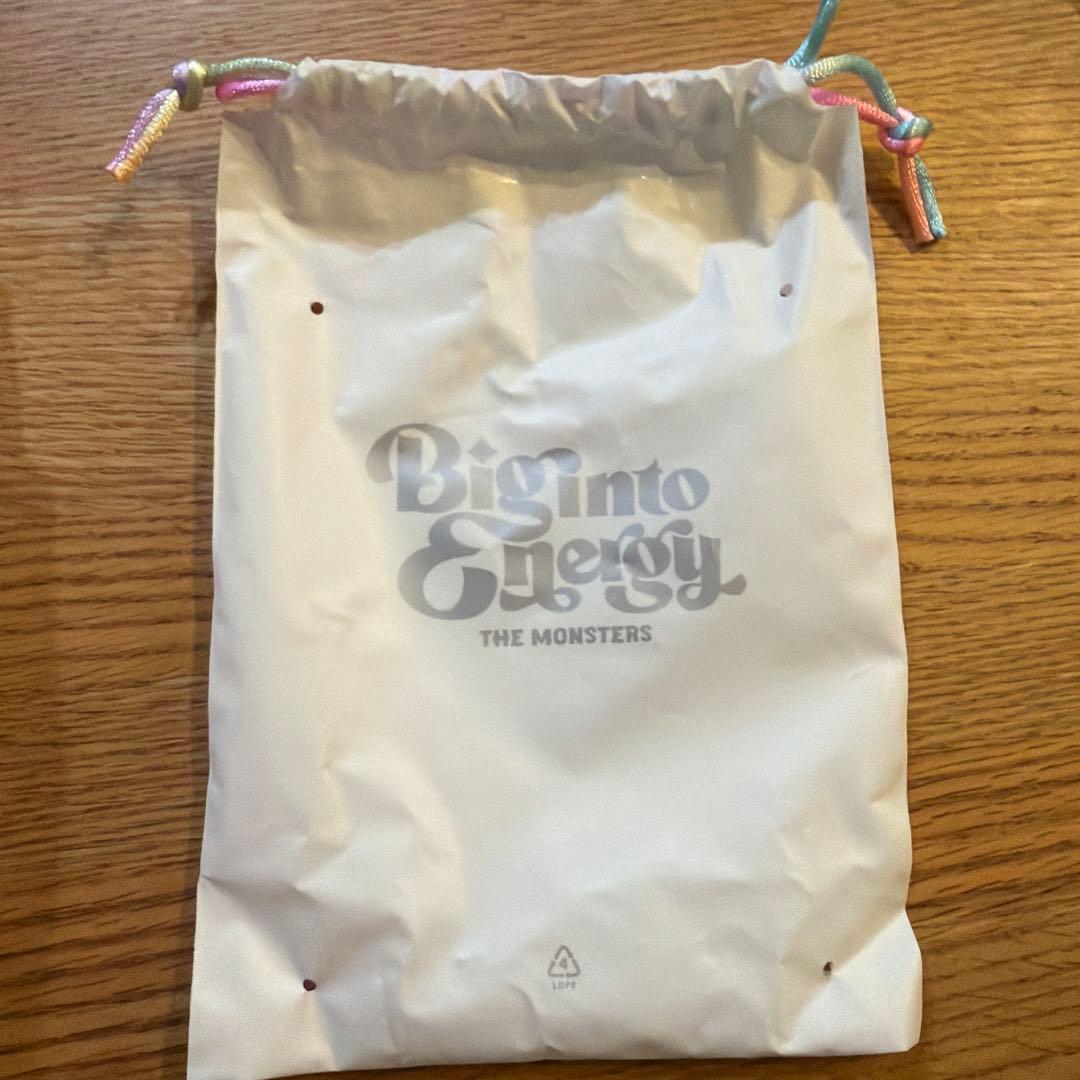 Big into
Energy
THE MONSTERS
4
LDPE